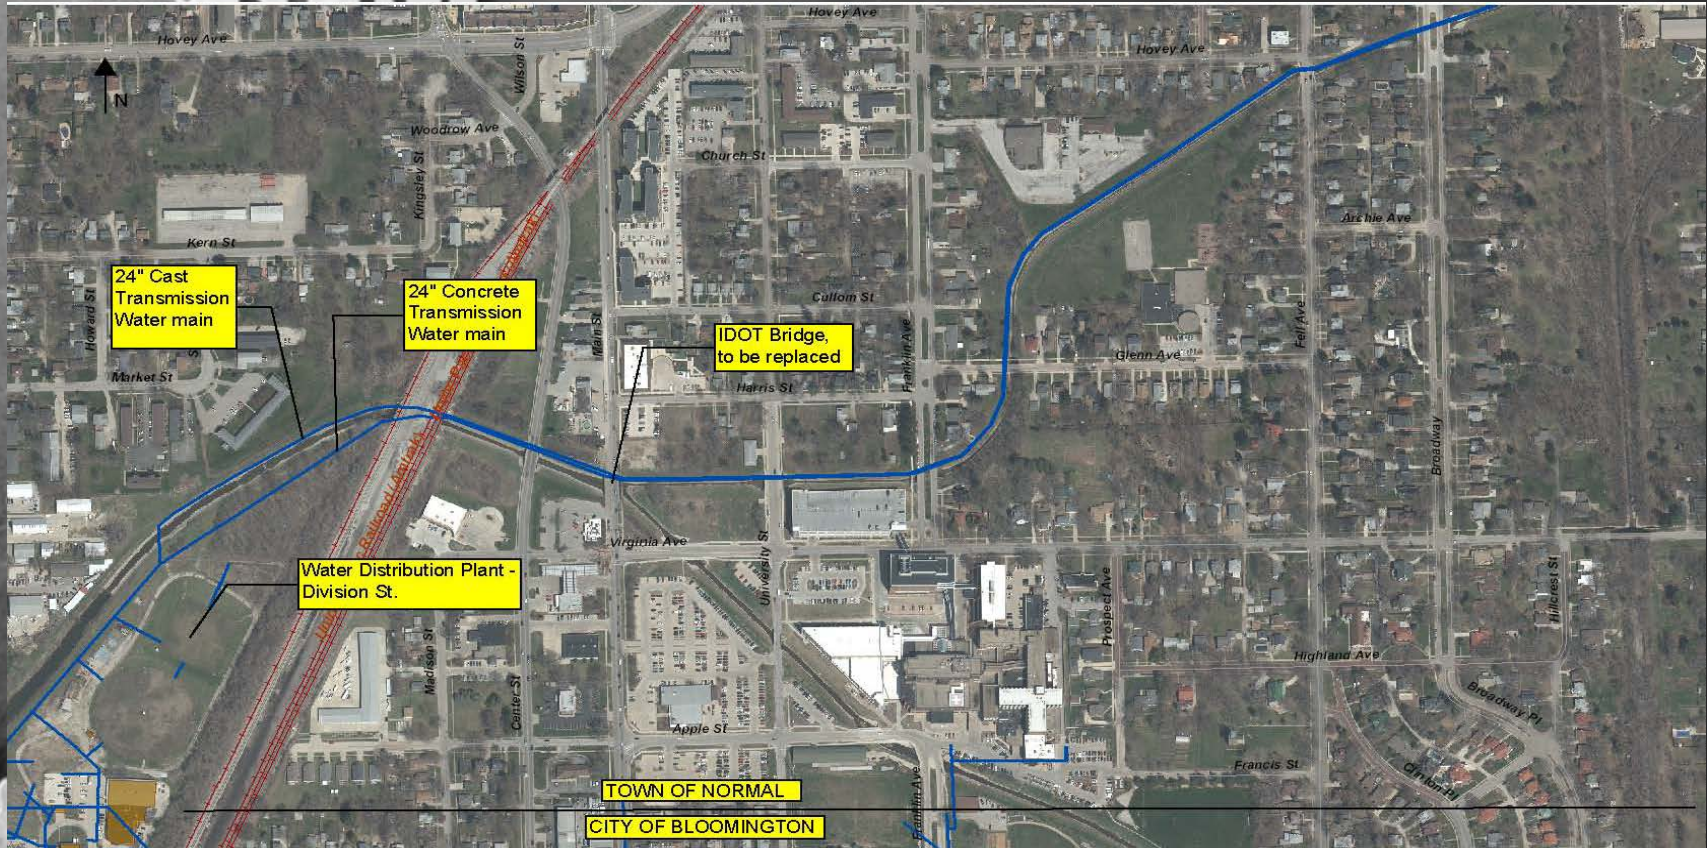 Hovey Ave
Hovey Ave
Hovey Ave
Wilson St
N
Woodrow Ave
Kingsley St
Church St
Archie Ave
Kern St
24" Cast
Transmission
Water main
24" Concrete
Transmission
Water main
Cullom St
Howard St
Main St
IDOT Bridge,
to be replaced
Franklin Ave
Fell Ave
Glenn Ave
Market St
Harris St
Broadway
Virginia Ave
University St
Water Distribution Plant -
Division St.
Prospect Ave
Hillcrest St
Madison St
Center St
Highland Ave
Broadway Pl
Apple St
Francis St
Clinton Pl
TOWN OF NORMAL
CITY OF BLOOMINGTON
Franklin Ave